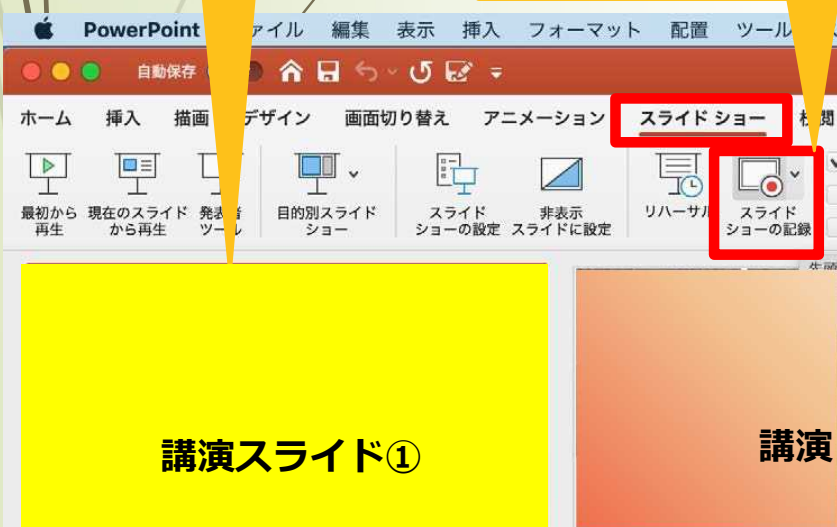 PowerPoint ァイル 編集 表示 挿入 フォーマット 配置 ツール
自動保存
ホーム 挿入 描画 デザイン 画面切り替え アニメーション スライド ショー 校閲
最初から
再生
現在のスライド
から再生
発表者
ツール
目的別スライド
ショー
スライド
ショーの設定
非表示
スライドに設定
リハーサル
スライド
ショーの記録
講演スライド①
講演